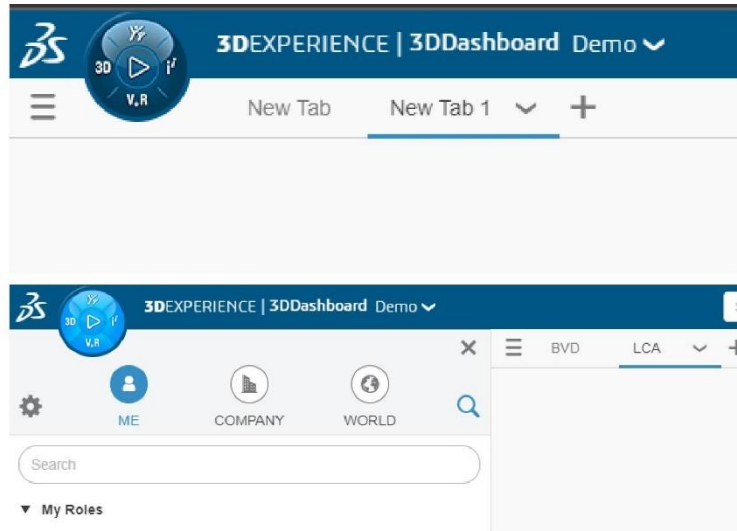 3DEXPERIENCE | 3DDashboard Demo
3D V.R
New Tab New Tab 1
3DEXPERIENCE | 3DDashboard Demo
3D V.R
BVD LCA
ME COMPANY WORLD
Search
My Roles